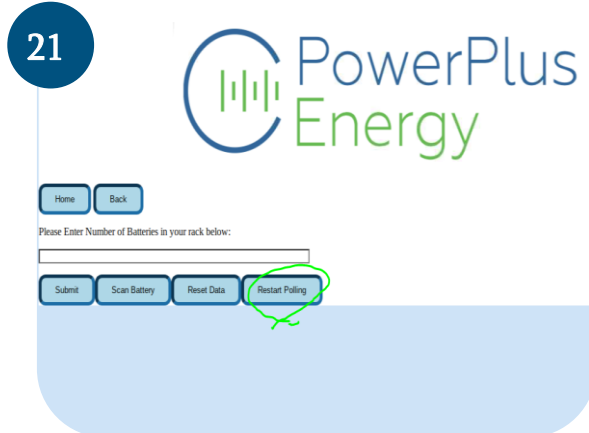 21
PowerPlus
Energy
Home Back
Please Enter Number of Batteries in your rack below:
Submit Scan Battery Reset Data Restart Polling